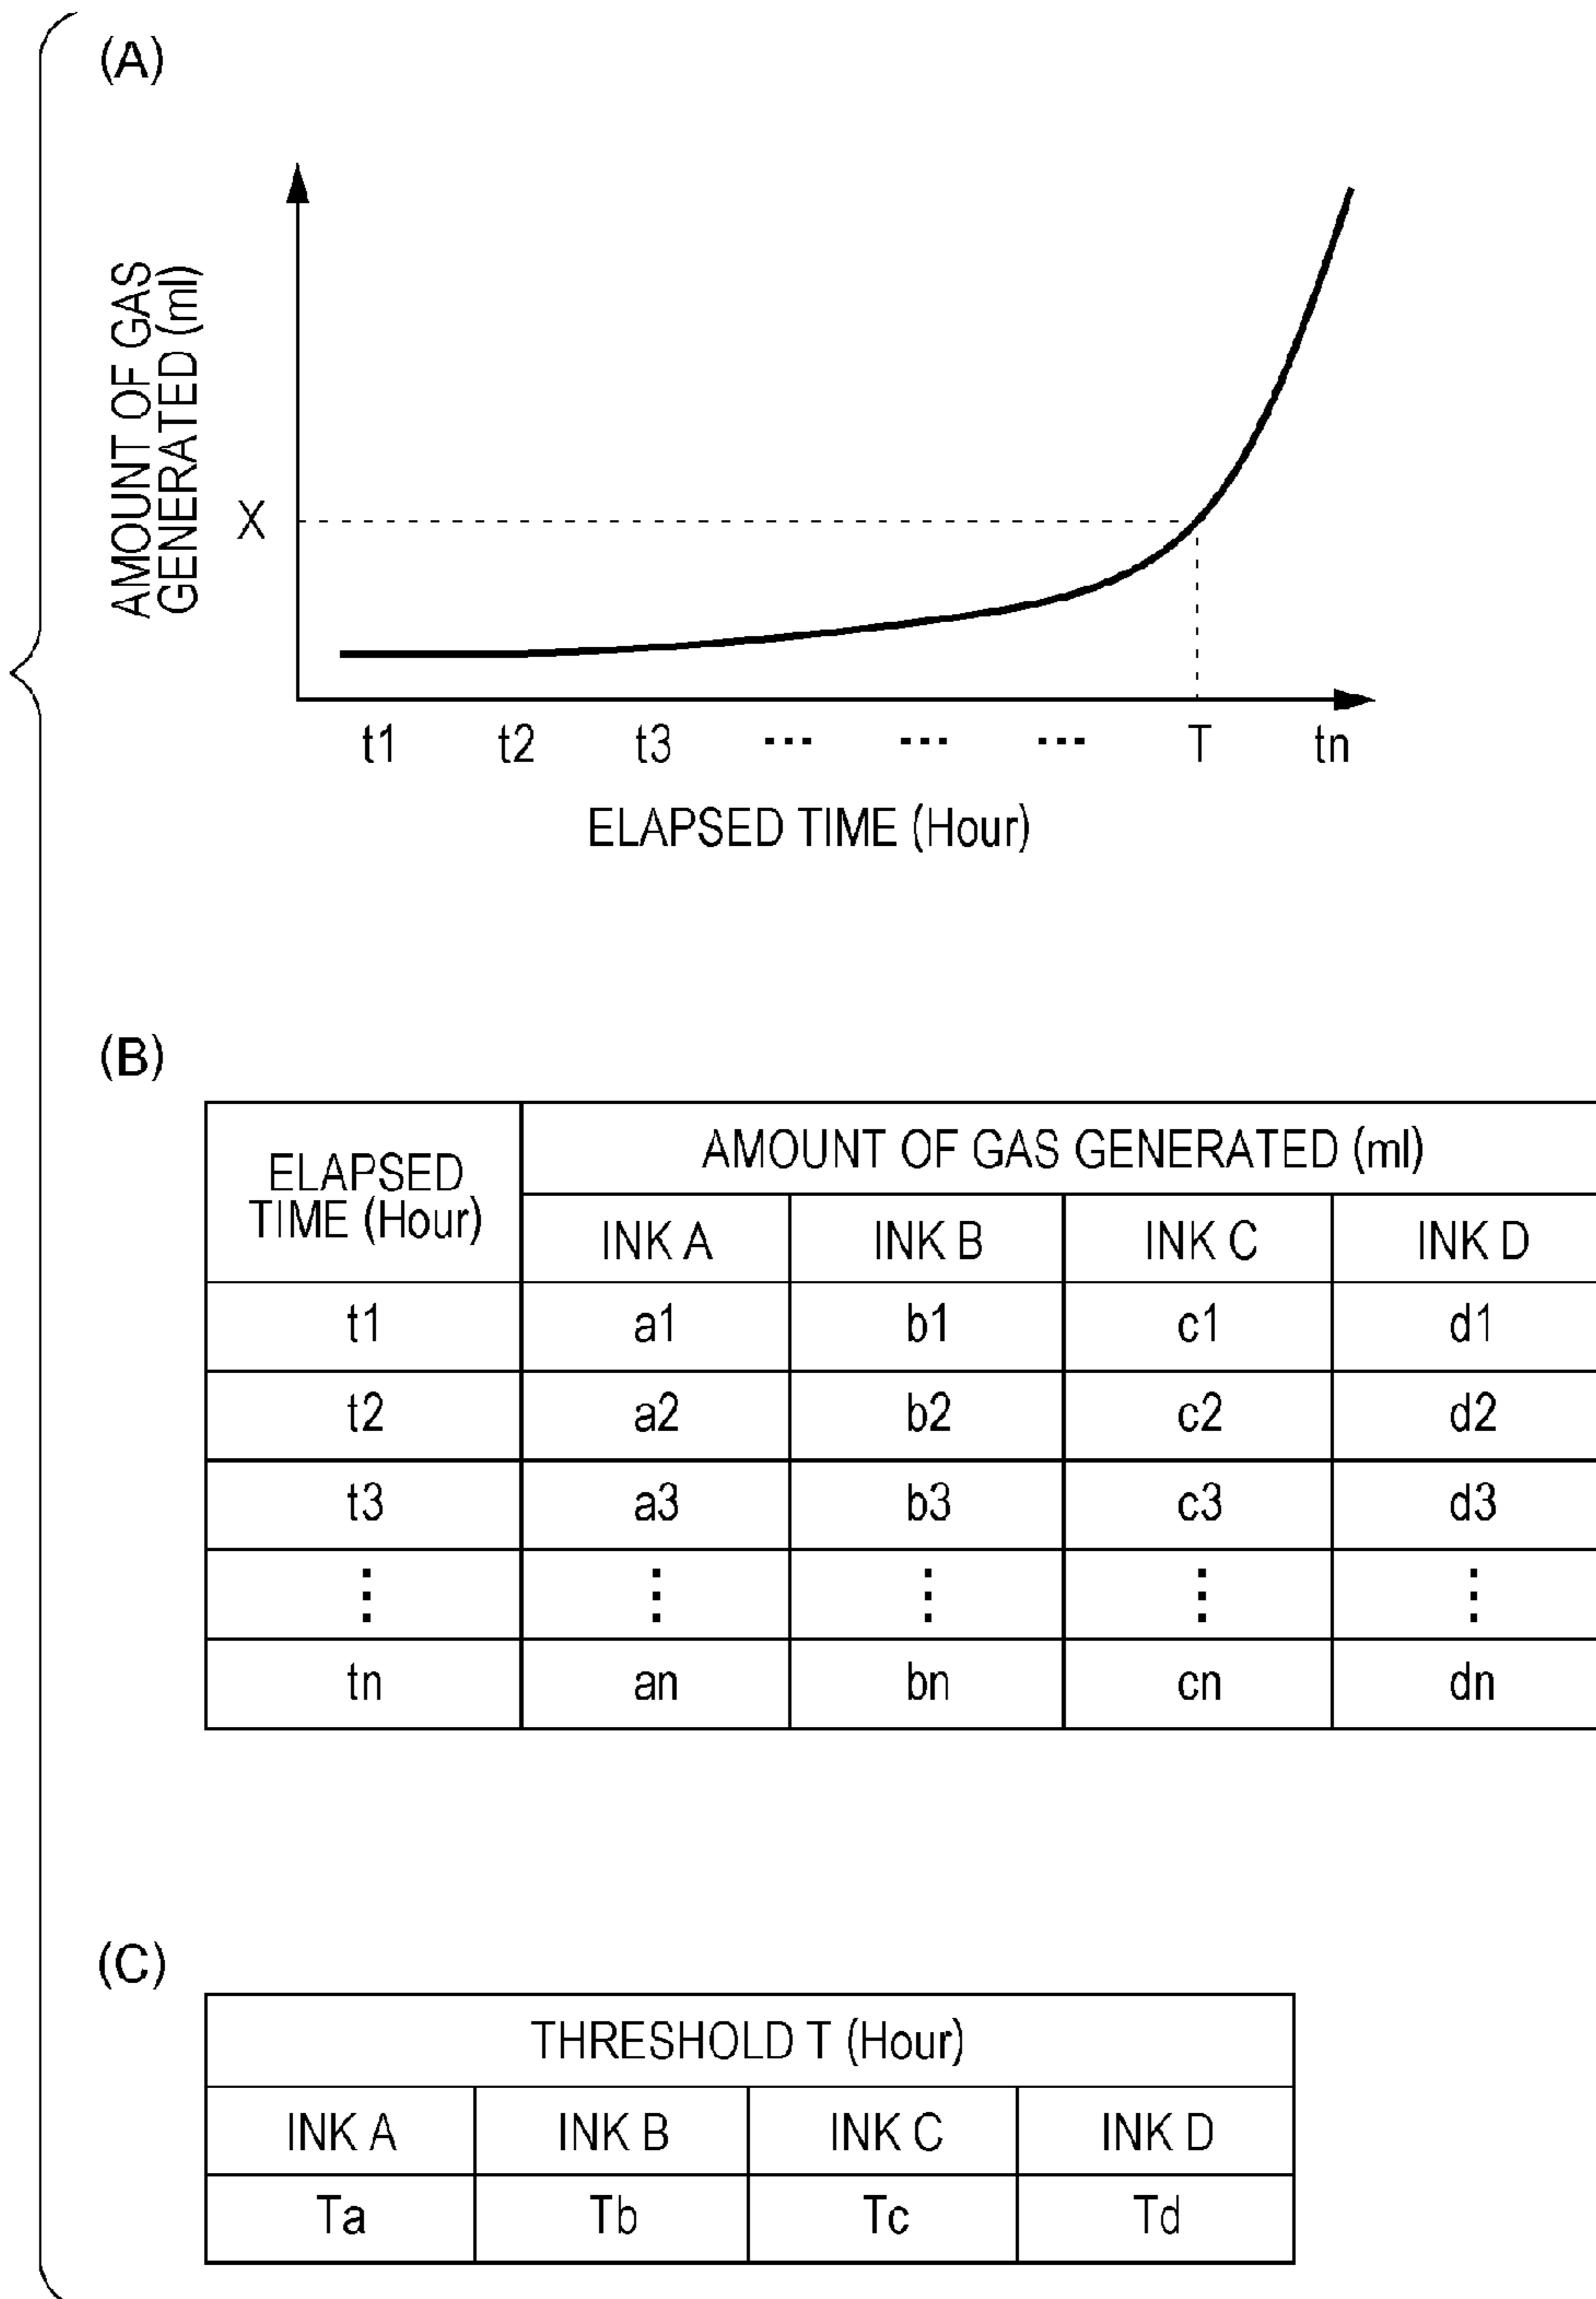 (A)
AMOUNT OF GAS
GENERATED (ml)
X
t1 t2 t3 ... ... ... T tn
ELAPSED TIME (Hour)
(B)
ELAPSED
TIME (Hour)
AMOUNT OF GAS GENERATED (ml)
INK A INK B INK C INK D
t1 a1 b1 c1 d1
t2 a2 b2 c2 d2
t3 a3 b3 c3 d3
⋮ ⋮ ⋮ ⋮ ⋮
tn an bn cn dn
(C)
THRESHOLD T (Hour)
INK A INK B INK C INK D
Ta Tb Tc Td